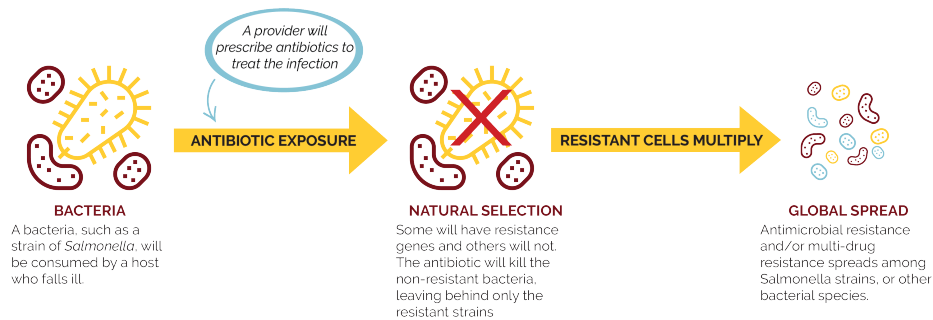 A provider will
prescribe antibiotics to
treat the infection
ANTIBIOTIC EXPOSURE
RESISTANT CELLS MULTIPLY
BACTERIA
A bacteria, such as a
strain of Salmonella, will
be consumed by a host
who falls ill.
NATURAL SELECTION
Some will have resistance
genes and others will not.
The antibiotic will kill the
non-resistant bacteria,
leaving behind only the
resistant strains
GLOBAL SPREAD
Antimicrobial resistance
and/or multi-drug
resistance spreads among
Salmonella strains, or other
bacterial species.